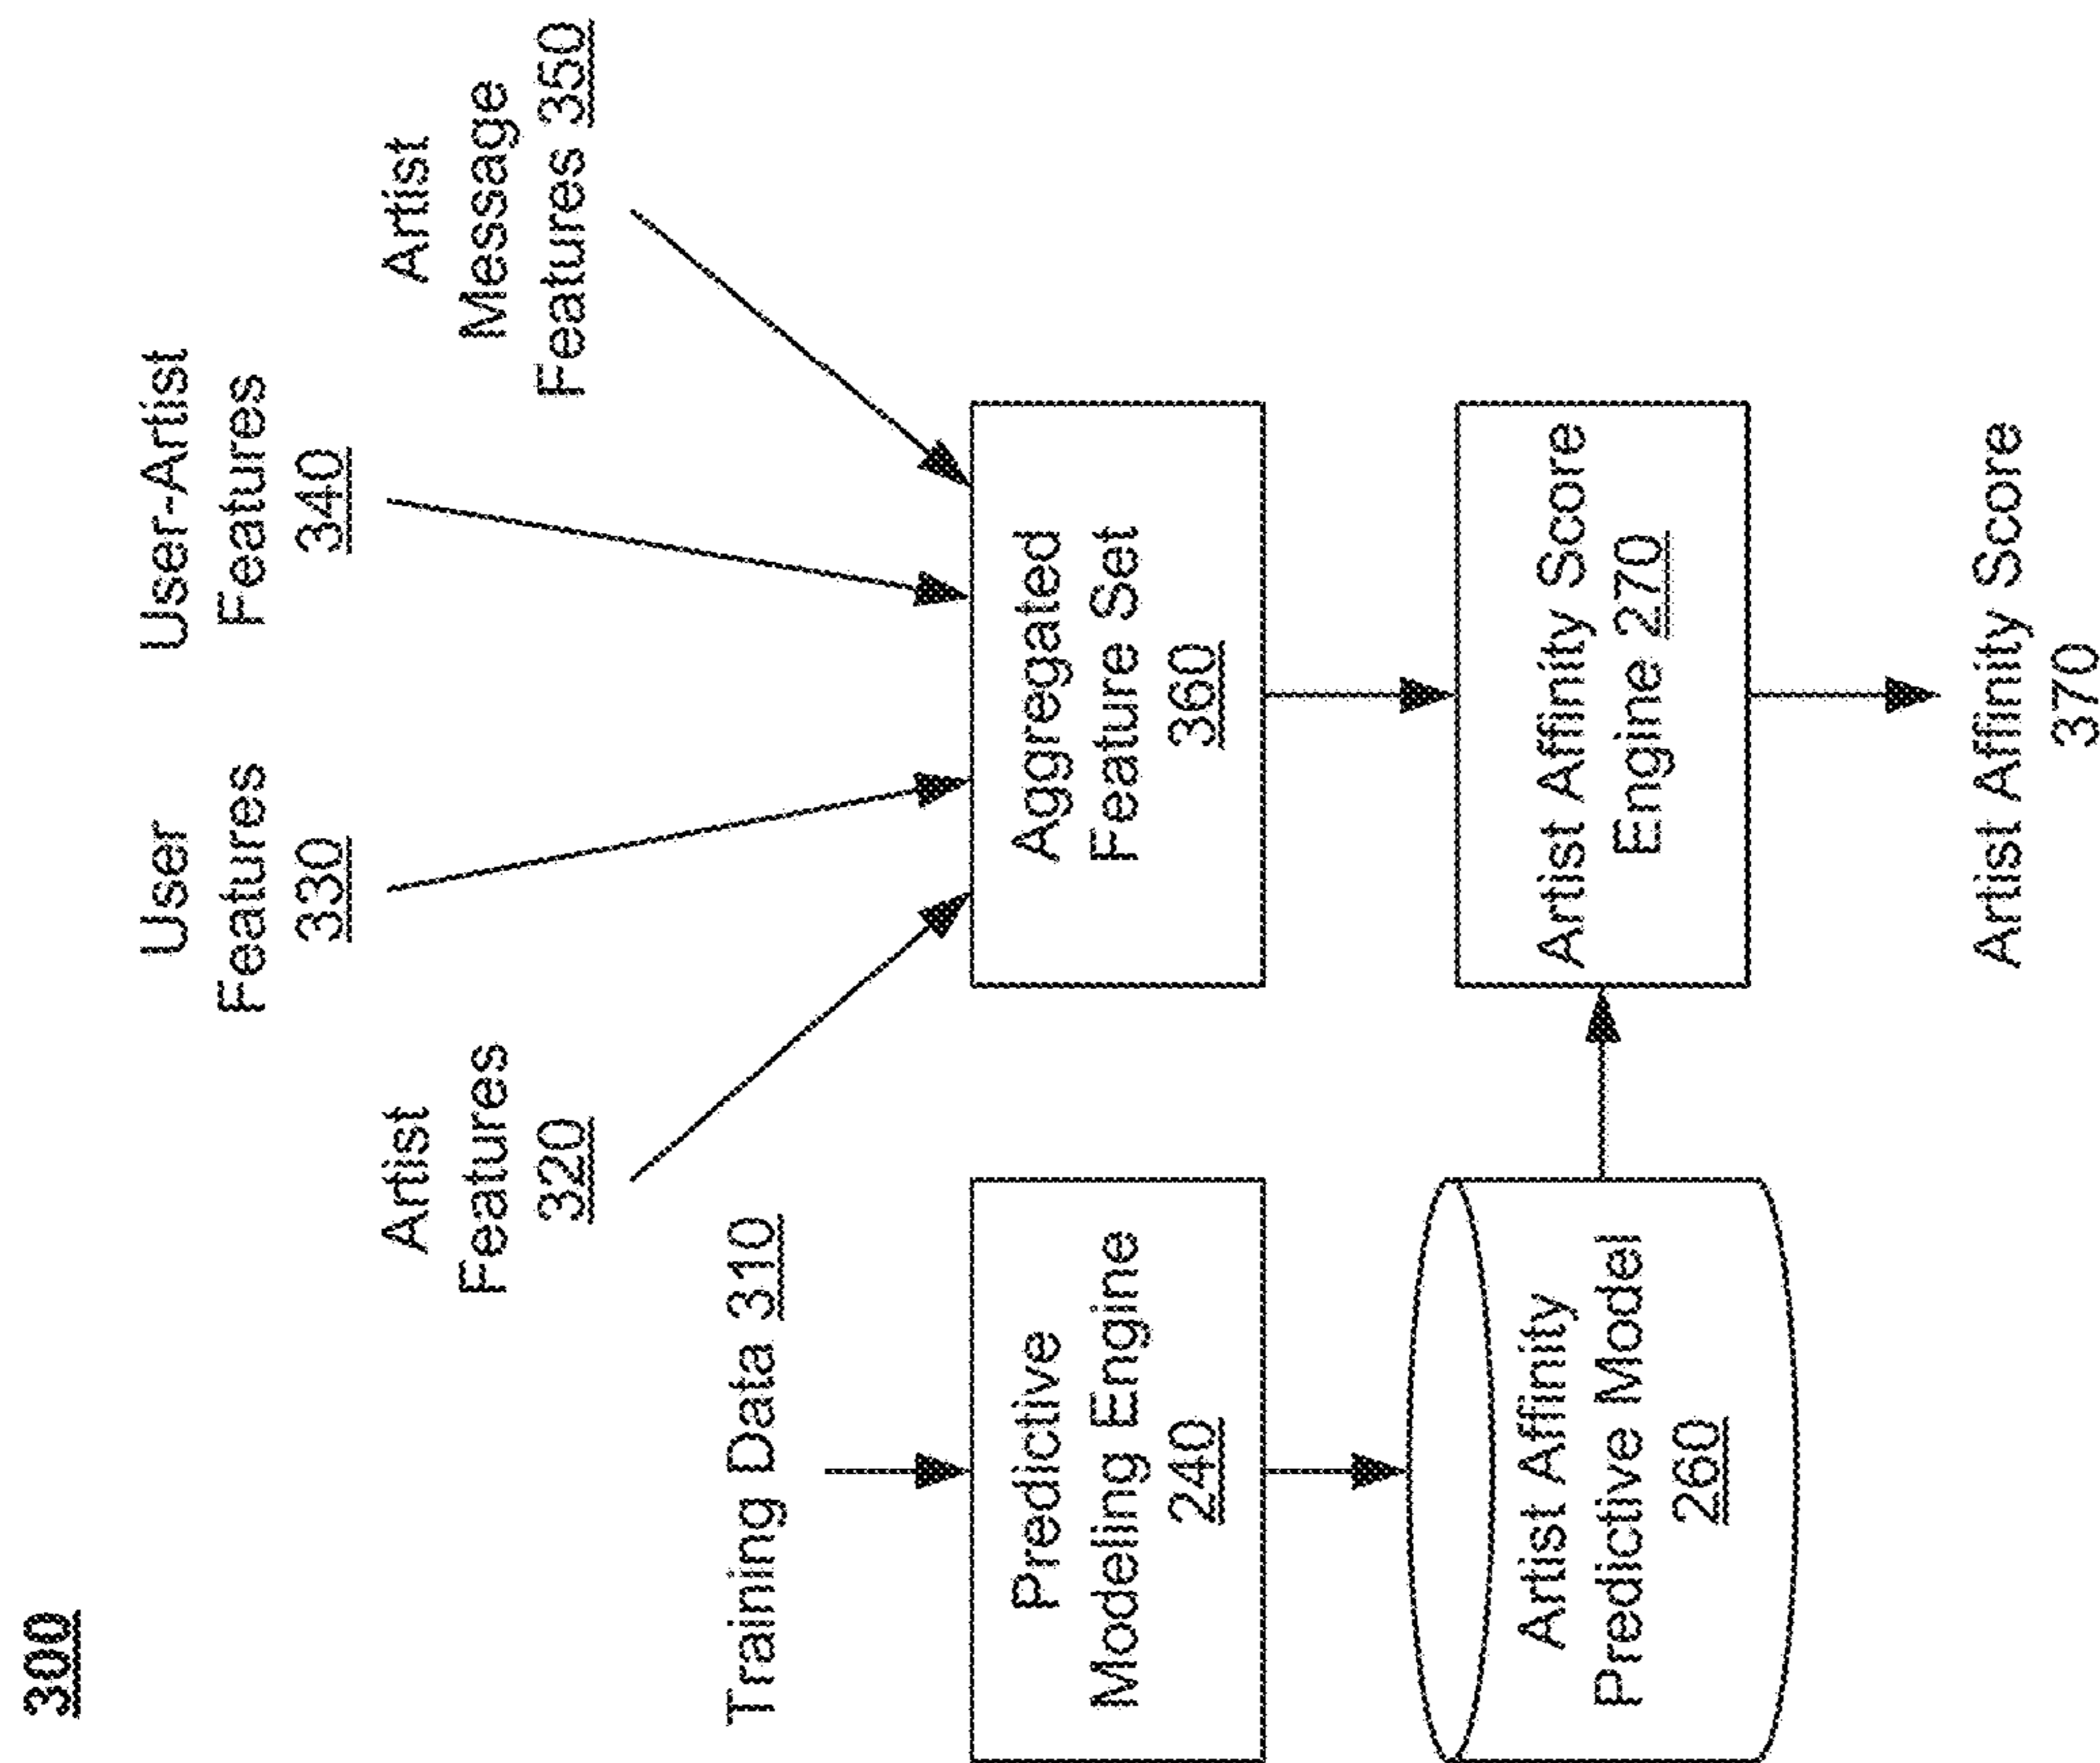 300
User
Features
330
User-Artist
Features
340
Artist
Features
320
Artist
Message
Features 350
Training Data 310
Predictive
Modeling Engine
240
Aggregated
Feature Set
360
Artist Affinity
Predictive Model
260
Artist Affinity Score
Engine 270
Artist Affinity Score
370